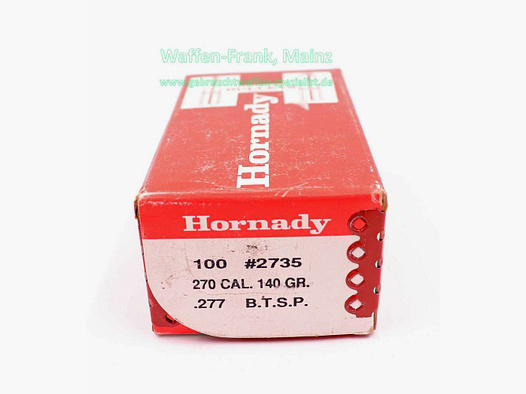 Waffen-Frank, Mainz
Hornady
Hornady
100 #2735
270 CAL. 140 GR.
.277 B.T.S.P.